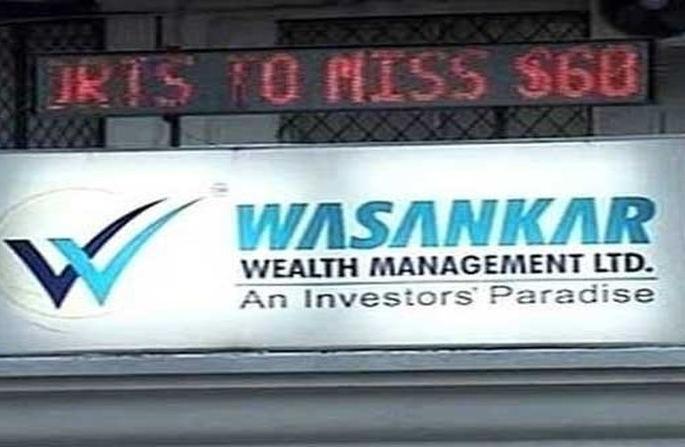 TO MISS $60
WASANKAR
WEALTH MANAGEMENT LTD.
An Investors' Paradise